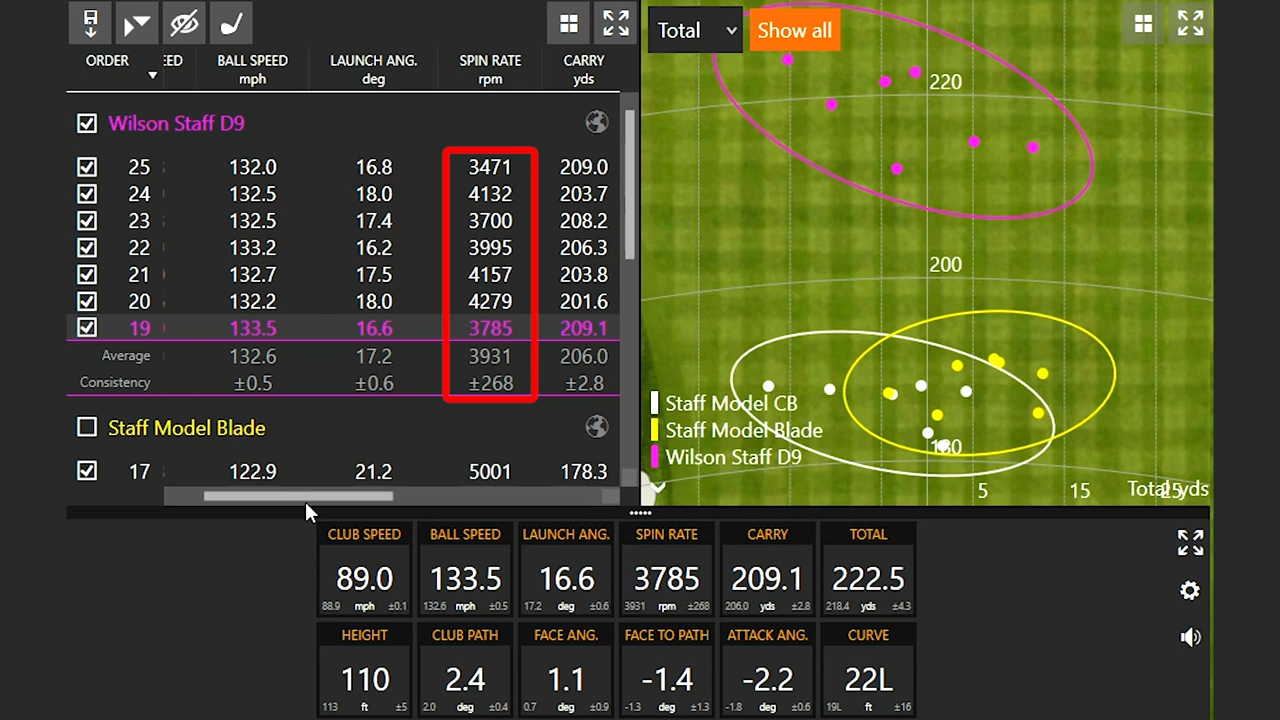 ORDER ED BALL SPEED LAUNCH ANG. SPIN RATE CARRY
mph deg rpm yds
Wilson Staff D9
25 132.0 16.8 3471 209.0
24 132.5 18.0 4132 203.7
23 132.5 17.4 3700 208.2
22 133.2 16.2 3995 206.3
21 132.7 17.5 4157 203.8
20 132.2 18.0 4279 201.6
19 133.5 16.6 3785 209.1
Average 132.6 17.2 3931 206.0
Consistency ±0.5 ±0.6 ±268 ±2.8
Staff Model Blade
17 122.9 21.2 5001 178.3
Total Show all
220
200
Staff Model CB
Staff Model Blade
180
Wilson Staff D9
5 15 25
Total yds
CLUB SPEED BALL SPEED LAUNCH ANG. SPIN RATE CARRY TOTAL
89.0 133.5 16.6 3785 209.1 222.5
88.9 mph ±0.1 132.6 mph ±0.5 17.2 deg ±0.6 3931 rpm ±268 206.0 yds ±2.8 218.4 yds ±4.3
HEIGHT CLUB PATH FACE ANG. FACE TO PATH ATTACK ANG. CURVE
110 2.4 1.1 -1.4 -2.2 22L
113 ft ±5 2.0 deg ±0.4 0.7 deg ±0.9 -1.3 deg ±1.3 -1.8 deg ±0.6 19L ft ±16